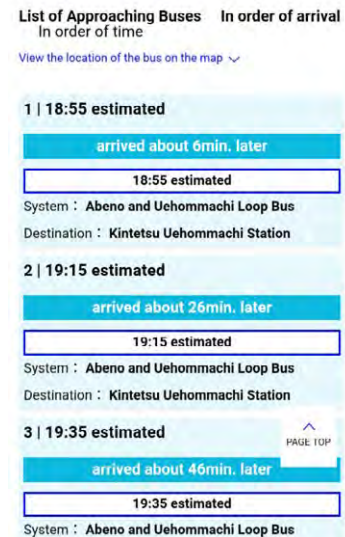 List of Approaching Buses In order of arrival
In order of time
View the location of the bus on the map
1 | 18:55 estimated
arrived about 6min. later
18:55 estimated
System : Abeno and Uehommachi Loop Bus
Destination : Kintetsu Uehommachi Station
2 | 19:15 estimated
arrived about 26min. later
19:15 estimated
System : Abeno and Uehommachi Loop Bus
Destination : Kintetsu Uehommachi Station
3 | 19:35 estimated
PAGE TOP
arrived about 46min. later
19:35 estimated
System : Abeno and Uehommachi Loop Bus